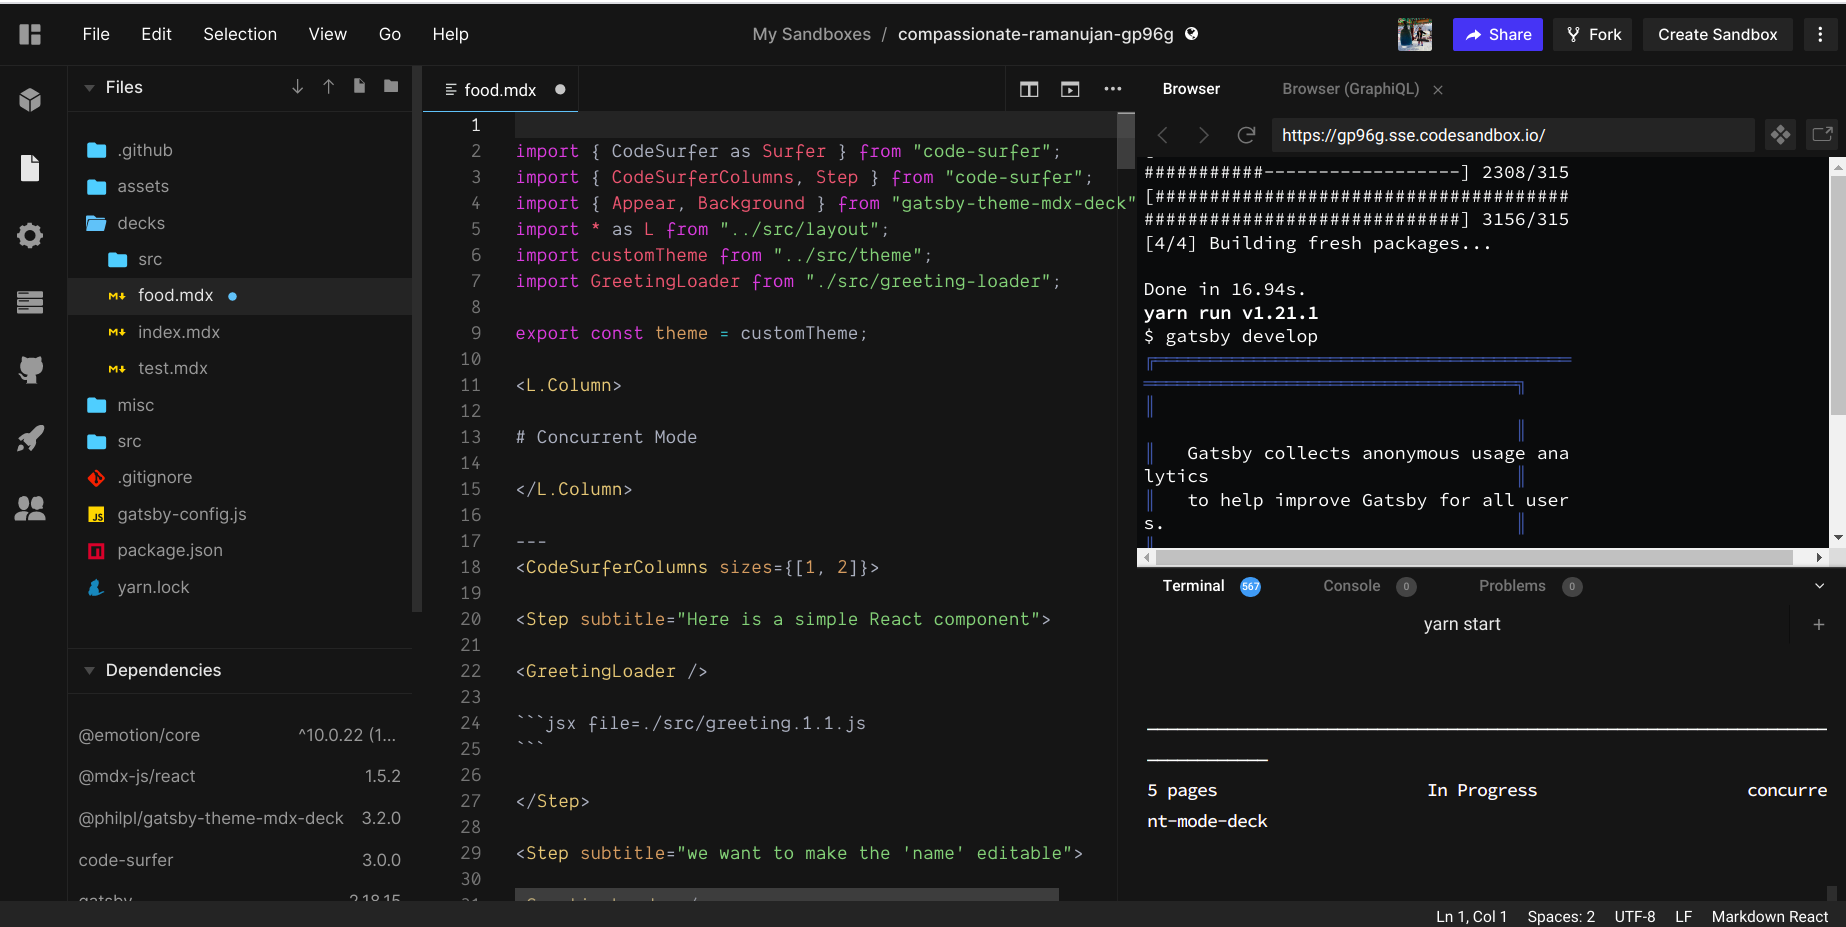 File Edit Selection View Go Help
My Sandboxes / compassionate-ramanujan-gp96g
Share Fork Create Sandbox
Files
.github
assets
decks
src
food.mdx
index.mdx
test.mdx
misc
src
.gitignore
gatsby-config.js
package.json
yarn.lock
Dependencies
@emotion/core ^10.0.22 (1...
@mdx-js/react 1.5.2
@philpl/gatsby-theme-mdx-deck 3.2.0
code-surfer 3.0.0
gatsby 2.18.15
food.mdx
1
2 import { CodeSurfer as Surfer } from "code-surfer";
3 import { CodeSurferColumns, Step } from "code-surfer";
4 import { Appear, Background } from "gatsby-theme-mdx-deck"
5 import * as L from "../src/layout";
6 import customTheme from "../src/theme";
7 import GreetingLoader from "./src/greeting-loader";
8
9 export const theme = customTheme;
10
11 <L.Column>
12
13 # Concurrent Mode
14
15 </L.Column>
16
17 ---
18 <CodeSurferColumns sizes={[1, 2]}>
19
20 <Step subtitle="Here is a simple React component">
21
22 <GreetingLoader />
23
24 ```jsx file=./src/greeting.1.1.js
25 ```
26
27 </Step>
28
29 <Step subtitle="we want to make the 'name' editable">
30
Browser Browser (GraphiQL)
https://gp96g.sse.codesandbox.io/
###########------------------] 2308/315
[######################################
#############################] 3156/315
[4/4] Building fresh packages...
Done in 16.94s.
yarn run v1.21.1
$ gatsby develop
Gatsby collects anonymous usage ana
lytics
to help improve Gatsby for all user
s.
Terminal 567 Console 0 Problems 0
yarn start
5 pages In Progress concurre
nt-mode-deck
Ln 1, Col 1 Spaces: 2 UTF-8 LF Markdown React